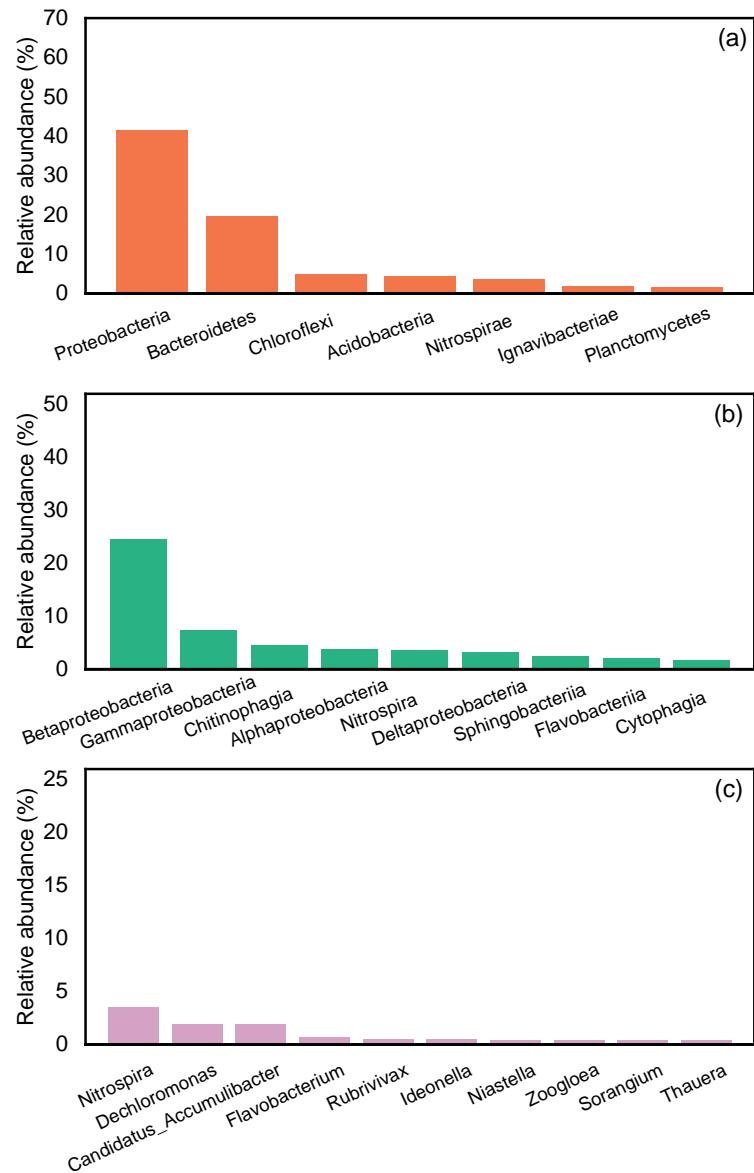 (a)
Relative abundance (%)
70
60
50
40
30
20
10
0
Proteobacteria
Bacteroidetes
Chloroflexi
Acidobacteria
Nitrospirae
Ignavibacteriae
Planctomycetes
(b)
Relative abundance (%)
50
40
30
20
10
0
Betaproteobacteria
Gammaproteobacteria
Chitinophagia
Alphaproteobacteria
Nitrospira
Deltaproteobacteria
Sphingobacteriia
Flavobacteriia
Cytophagia
(c)
Relative abundance (%)
25
20
15
10
5
0
Nitrospira
Dechloromonas
Candidatus_Accumulibacter
Flavobacterium
Rubrivivax
Ideonella
Niastella
Zoogloea
Sorangium
Thauera